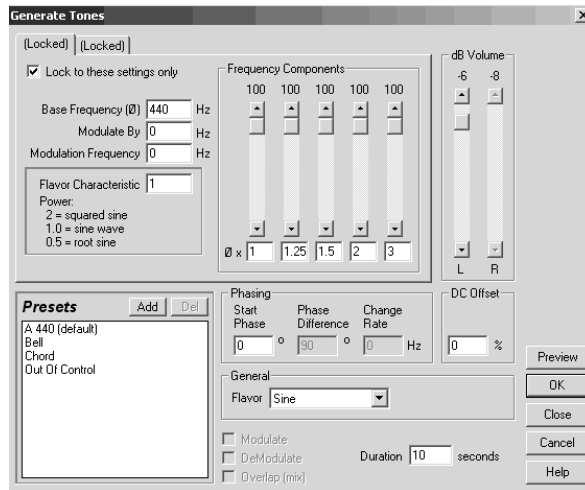 Generate Tones
(Locked) (Locked)
Lock to these settings only
Base Frequency (Ø) 440 Hz
Modulate By 0 Hz
Modulation Frequency 0 Hz
Flavor Characteristic 1
Power:
2 = squared sine
1.0 = sine wave
0.5 = root sine
Frequency Components
100 100 100 100 100
Ø x 1 1.25 1.5 2 3
dB Volume
-6 -8
L R
Presets Add Del
A 440 (default)
Bell
Chord
Out Of Control
Phasing
Start Phase
Phase Difference
Change Rate
0 ° 90 ° 0 Hz
DC Offset
0 %
General
Flavor Sine
Modulate
DeModulate
Overlap (mix)
Duration 10 seconds
Preview
OK
Close
Cancel
Help